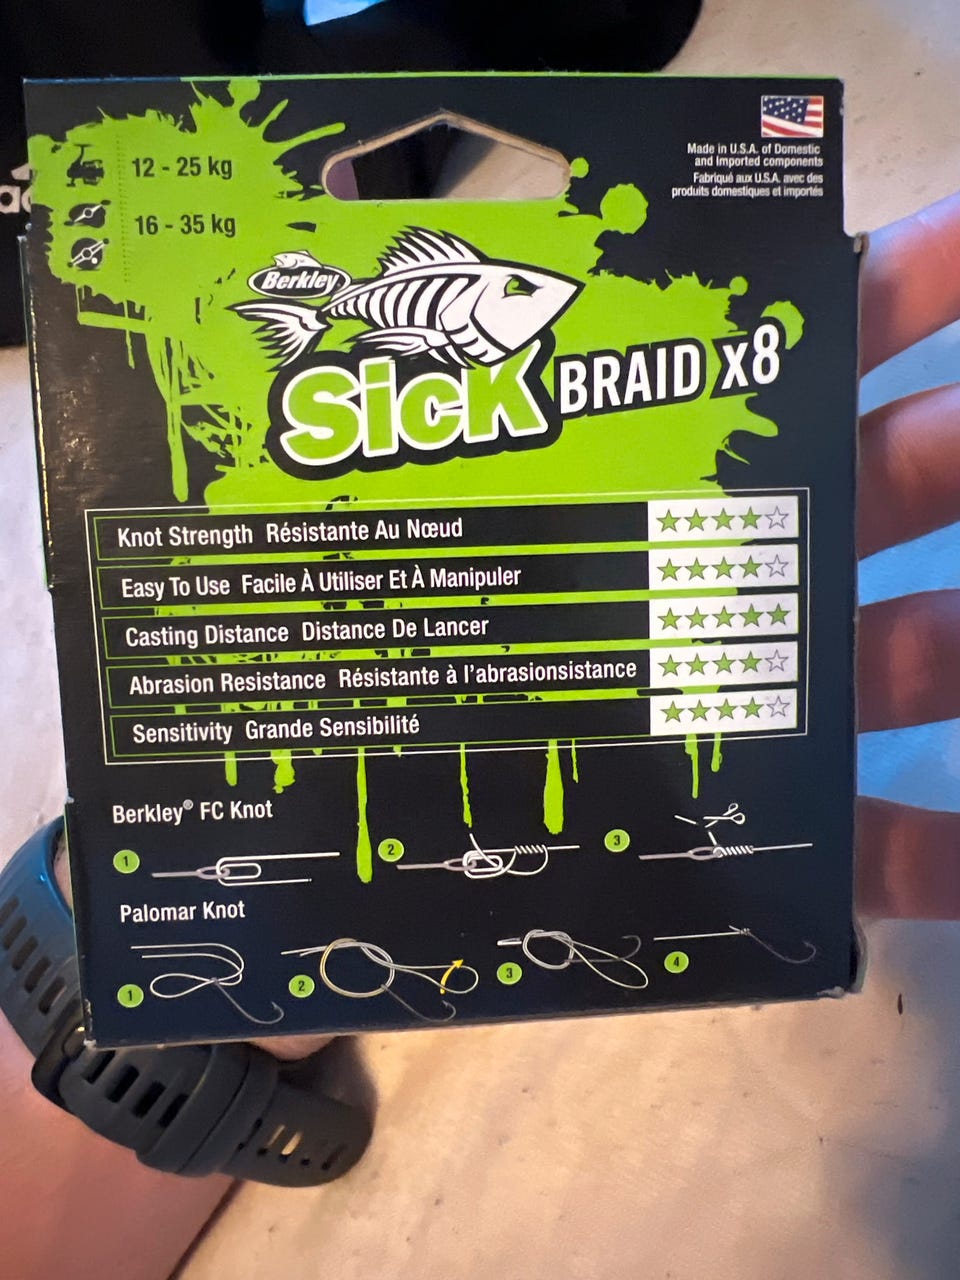 12 - 25 kg
16 - 35 kg
Made in U.S.A. of Domestic
and Imported components
Fabriqué aux U.S.A. avec des
produits domestiques et importés
Berkley
Sick BRAID x8
Knot Strength Résistante Au Nœud
Easy To Use Facile À Utiliser Et À Manipuler
Casting Distance Distance De Lancer
Abrasion Resistance Résistante à l'abrasionsistance
Sensitivity Grande Sensibilité
Berkley® FC Knot
1 2 3
Palomar Knot
1 2 3 4